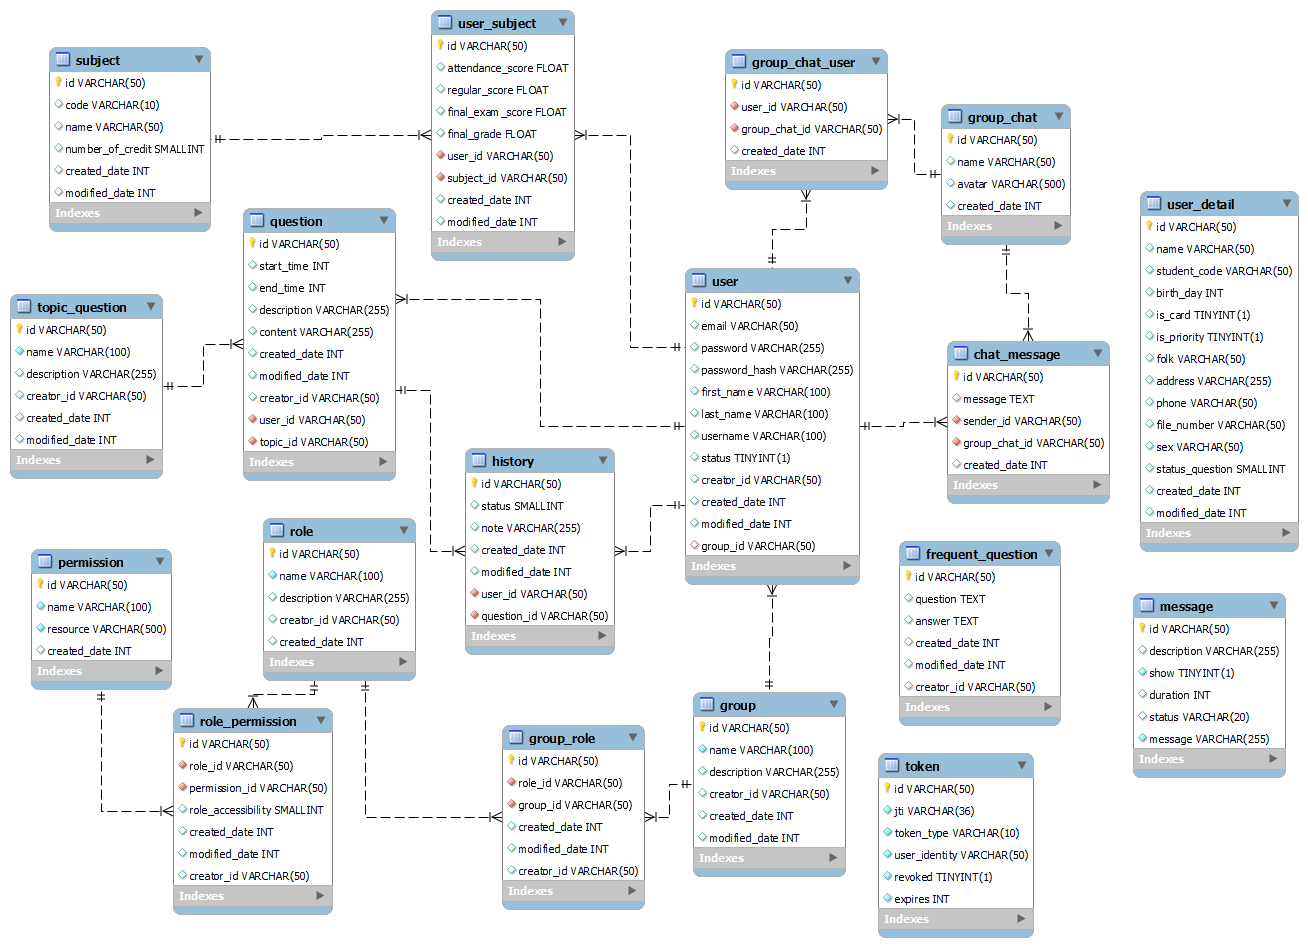 subject
id VARCHAR(50)
code VARCHAR(10)
name VARCHAR(50)
number_of_credit SMALLINT
created_date INT
modified_date INT
Indexes
user_subject
id VARCHAR(50)
attendance_score FLOAT
regular_score FLOAT
final_exam_score FLOAT
final_grade FLOAT
user_id VARCHAR(50)
subject_id VARCHAR(50)
created_date INT
modified_date INT
Indexes
group_chat_user
id VARCHAR(50)
user_id VARCHAR(50)
group_chat_id VARCHAR(50)
created_date INT
Indexes
group_chat
id VARCHAR(50)
name VARCHAR(50)
avatar VARCHAR(500)
created_date INT
Indexes
user_detail
id VARCHAR(50)
name VARCHAR(50)
student_code VARCHAR(50)
birth_day INT
is_card TINYINT(1)
is_priority TINYINT(1)
folk VARCHAR(50)
address VARCHAR(255)
phone VARCHAR(50)
file_number VARCHAR(50)
sex VARCHAR(50)
status_question SMALLINT
created_date INT
modified_date INT
Indexes
question
id VARCHAR(50)
start_time INT
end_time INT
description VARCHAR(255)
content VARCHAR(255)
created_date INT
modified_date INT
creator_id VARCHAR(50)
user_id VARCHAR(50)
topic_id VARCHAR(50)
Indexes
topic_question
id VARCHAR(50)
name VARCHAR(100)
description VARCHAR(255)
creator_id VARCHAR(50)
created_date INT
modified_date INT
Indexes
user
id VARCHAR(50)
email VARCHAR(50)
password VARCHAR(255)
password_hash VARCHAR(255)
first_name VARCHAR(100)
last_name VARCHAR(100)
username VARCHAR(100)
status TINYINT(1)
creator_id VARCHAR(50)
created_date INT
modified_date INT
group_id VARCHAR(50)
Indexes
chat_message
id VARCHAR(50)
message TEXT
sender_id VARCHAR(50)
group_chat_id VARCHAR(50)
created_date INT
Indexes
history
id VARCHAR(50)
status SMALLINT
note VARCHAR(255)
created_date INT
modified_date INT
user_id VARCHAR(50)
question_id VARCHAR(50)
Indexes
role
id VARCHAR(50)
name VARCHAR(100)
description VARCHAR(255)
creator_id VARCHAR(50)
created_date INT
Indexes
permission
id VARCHAR(50)
name VARCHAR(100)
resource VARCHAR(500)
created_date INT
Indexes
frequent_question
id VARCHAR(50)
question TEXT
answer TEXT
created_date INT
modified_date INT
creator_id VARCHAR(50)
Indexes
message
id VARCHAR(50)
description VARCHAR(255)
show TINYINT(1)
duration INT
status VARCHAR(20)
message VARCHAR(255)
Indexes
role_permission
id VARCHAR(50)
role_id VARCHAR(50)
permission_id VARCHAR(50)
role_accessibility SMALLINT
created_date INT
modified_date INT
creator_id VARCHAR(50)
Indexes
group_role
id VARCHAR(50)
role_id VARCHAR(50)
group_id VARCHAR(50)
created_date INT
modified_date INT
creator_id VARCHAR(50)
Indexes
group
id VARCHAR(50)
name VARCHAR(100)
description VARCHAR(255)
creator_id VARCHAR(50)
created_date INT
modified_date INT
Indexes
token
id VARCHAR(50)
jti VARCHAR(36)
token_type VARCHAR(10)
user_identity VARCHAR(50)
revoked TINYINT(1)
expires INT
Indexes